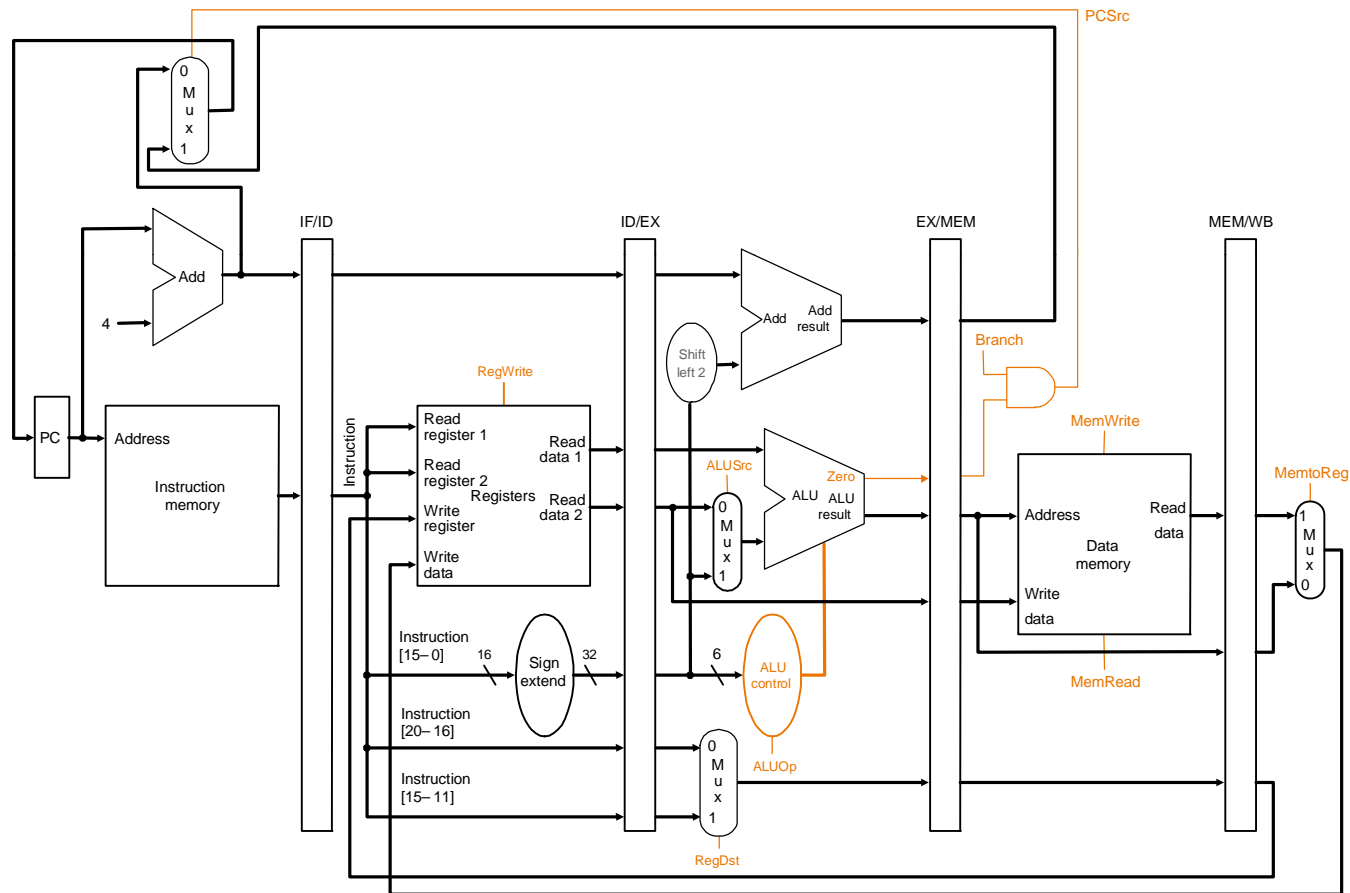 PCSrc
0
M
u
x
1
IF/ID
ID/EX
EX/MEM
MEM/WB
Add
4
Add
Add
result
Shift
left 2
Branch
RegWrite
PC
Address
Instruction
memory
Instruction
Read
register 1
Read
register 2
Write
register
Write
data
Registers
Read
data 1
Read
data 2
ALUSrc
0
M
u
x
1
Zero
ALU
ALU
result
MemWrite
Address
Read
data
Data
memory
Write
data
MemRead
MemtoReg
1
M
u
x
0
Instruction
[15–0]
16
Sign
extend
32
6
ALU
control
ALUOp
Instruction
[20–16]
Instruction
[15–11]
0
M
u
x
1
RegDst